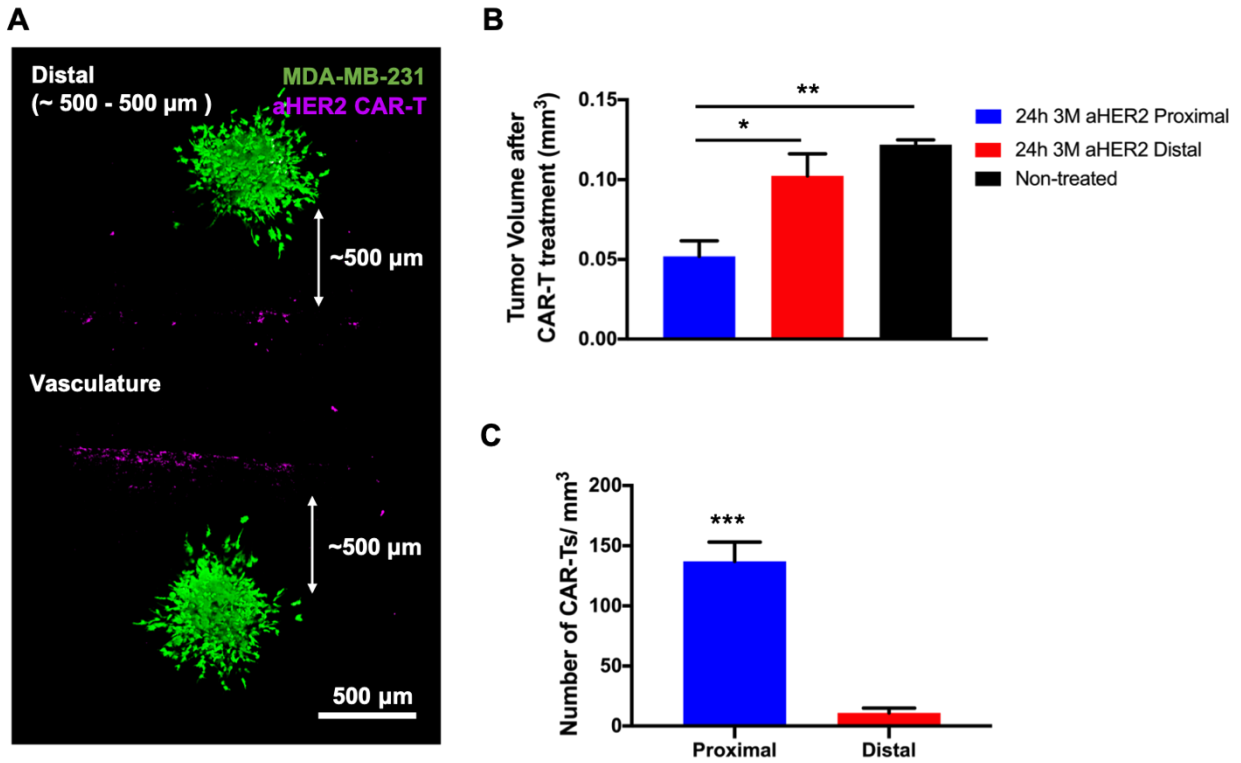 A
Distal
(~ 500 - 500 µm )
MDA-MB-231
aHER2 CAR-T
~500 µm
Vasculature
~500 µm
500 µm
B
Tumor Volume after
CAR-T treatment (mm³)
0.15
0.10
0.05
0.00
**
*
24h 3M aHER2 Proximal
24h 3M aHER2 Distal
Non-treated
C
Number of CAR-Ts/ mm³
200
150
100
50
0
***
Proximal
Distal